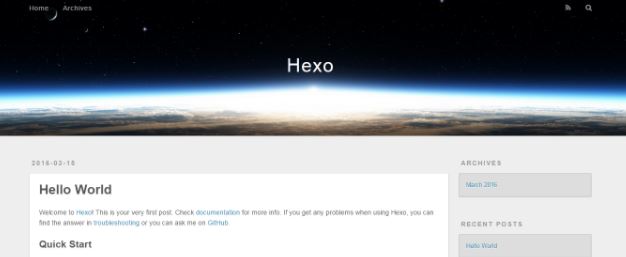 Home Archives
Hexo
2016-03-18
ARCHIVES
Hello World
March 2016
Welcome to Hexo! This is your very first post. Check documentation for more info. If you get any problems when using Hexo, you can
find the answer in troubleshooting or you can ask me on GitHub.
RECENT POSTS
Quick Start
Hello World